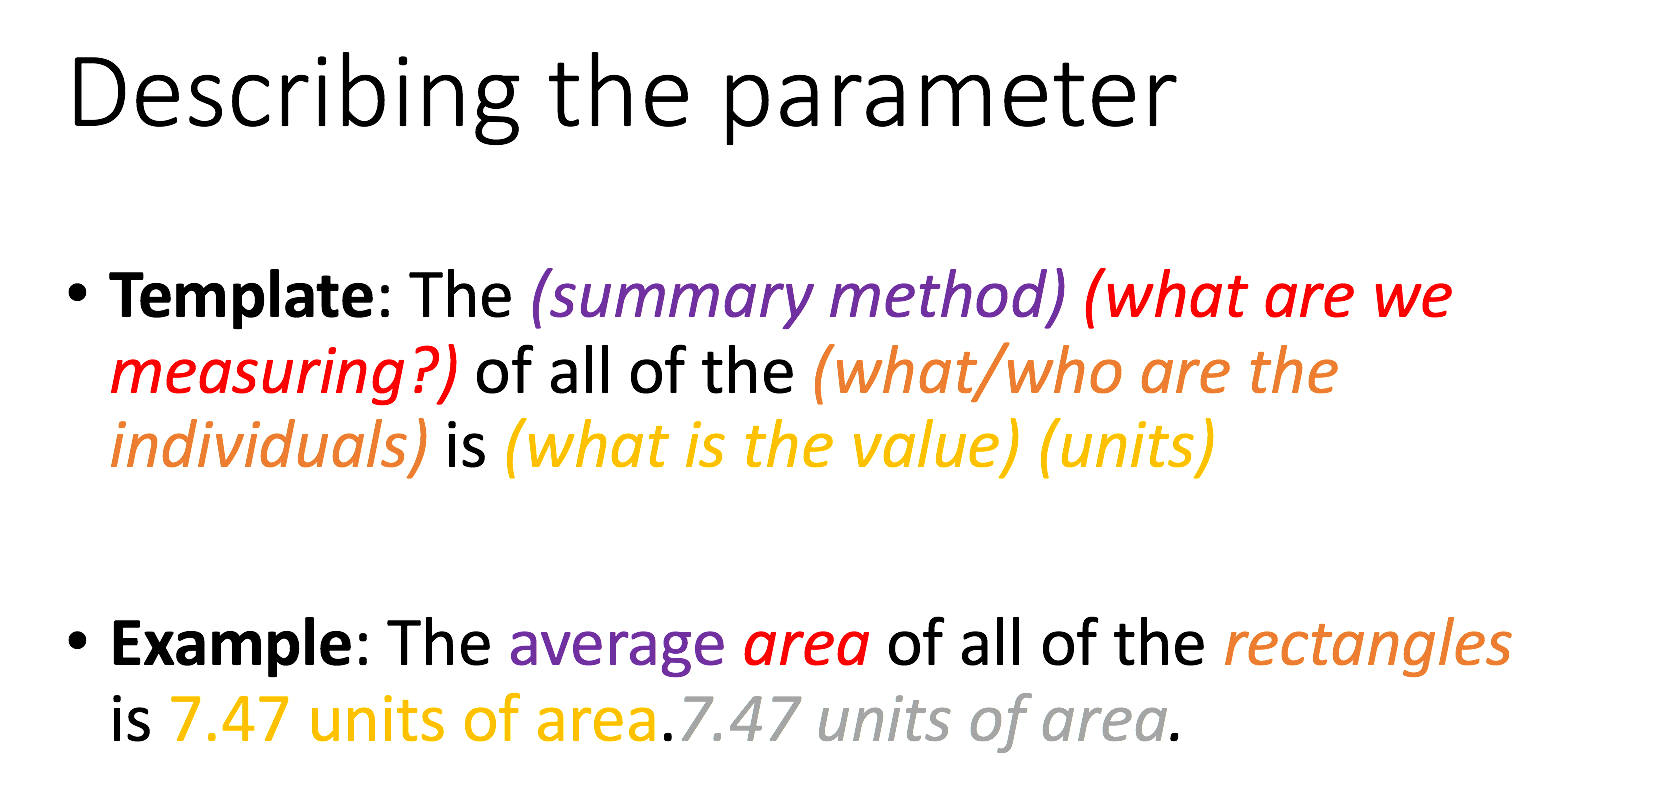 Describing the parameter
• Template: The (summary method) (what are we
measuring?) of all of the (what/who are the
individuals) is (what is the value) (units)
• Example: The average area of all of the rectangles
is 7.47 units of area.7.47 units of area.